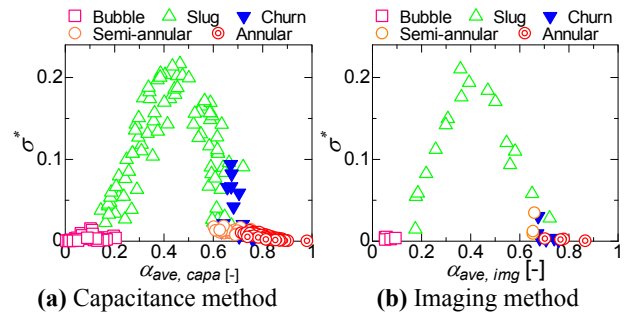 Bubble Slug Churn
Semi-annular Annular
Bubble Slug Churn
Semi-annular Annular
σ*
0.2
0.1
0
0 0.2 0.4 0.6 0.8 1
α_ave, capa [-]
(a) Capacitance method
σ*
0.2
0.1
0
0 0.2 0.4 0.6 0.8 1
α_ave, img [-]
(b) Imaging method